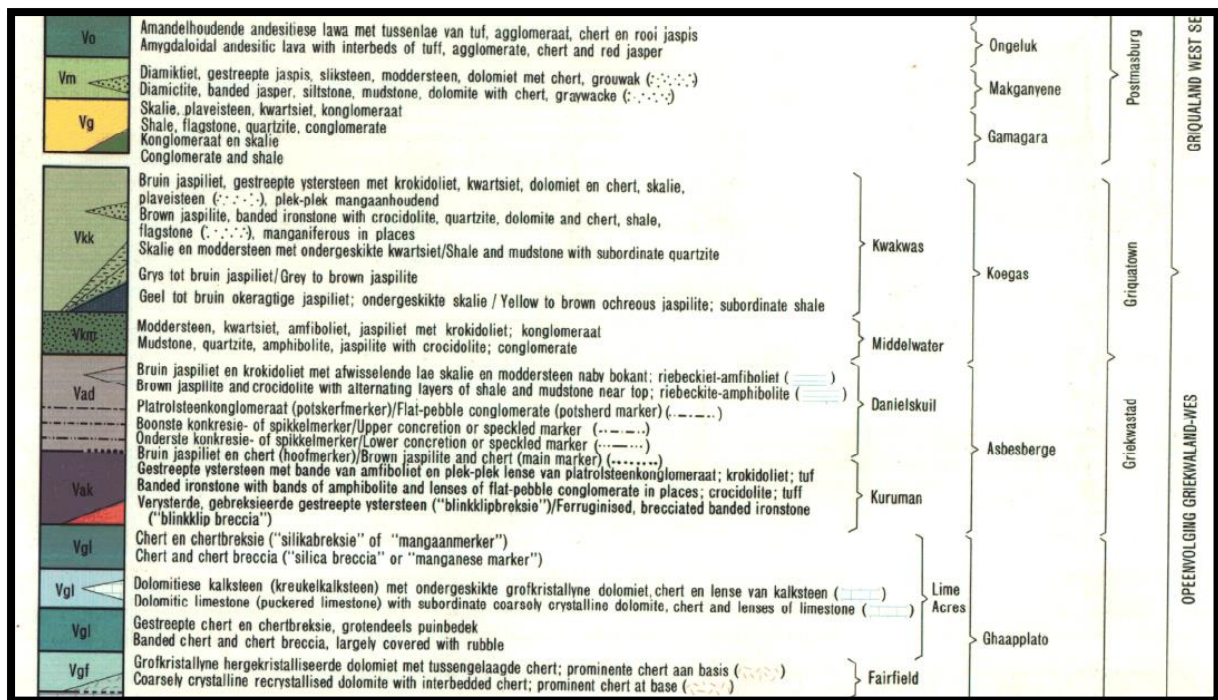 Vo
Amandelhoudende andesitiese lawa met tussenlae van tuf, agglomeraat, chert en rooi jaspis
Amygdaloidal andesitic lava with interbeds of tuff, agglomerate, chert and red jasper
Ongeluk
Vm
Diamiktiet, gestreepte jaspis, sliksteen, moddersteen, dolomiet met chert, grouwak ( )
Diamictite, banded jasper, siltstone, mudstone, dolomite with chert, graywacke ( )
Makganyene
Postmasburg
Vg
Skalie, plaveisteen, kwartsiet, konglomeraat
Shale, flagstone, quartzite, conglomerate
Konglomeraat en skalie
Conglomerate and shale
Gamagara
GRIQUALAND WEST SE
Vkk
Bruin jaspiliet, gestreepte ystersteen met krokidoliet, kwartsiet, dolomiet en chert, skalie,
plaveisteen ( ), plek-plek mangaanhoudend
Brown jaspilite, banded ironstone with crocidolite, quartzite, dolomite and chert, shale,
flagstone ( ), manganiferous in places
Skalie en moddersteen met ondergeskikte kwartsiet/Shale and mudstone with subordinate quartzite
Grys tot bruin jaspiliet/Grey to brown jaspilite
Geel tot bruin okeragtige jaspiliet; ondergeskikte skalie / Yellow to brown ochreous jaspilite; subordinate shale
Kwakwas
Koegas
Griquatown
Vkm
Moddersteen, kwartsiet, amfiboliet, jaspiliet met krokidoliet; konglomeraat
Mudstone, quartzite, amphibolite, jaspilite with crocidolite; conglomerate
Middelwater
Vad
Bruin jaspiliet en krokidoliet met afwisselende lae skalie en moddersteen naby bokant; riebeckiet-amfiboliet ( )
Brown jaspilite and crocidolite with alternating layers of shale and mudstone near top; riebeckite-amphibolite ( )
Platrolsteenkonglomeraat (potskerfmerker)/Flat-pebble conglomerate (potsherd marker) ( )
Boonste konkresie- of spikkelmerker/Upper concretion or speckled marker ( )
Onderste konkresie- of spikkelmerker/Lower concretion or speckled marker ( )
Bruin jaspiliet en chert (hoofmerker)/Brown jaspilite and chert (main marker) ( )
Danielskuil
Asbesberge
Griekwastad
OPEENVOLGING GRIEKWALAND-WES
Vak
Gestreepte ystersteen met bande van amfiboliet en plek-plek lense van platrolsteenkonglomeraat; krokidoliet; tuf
Banded ironstone with bands of amphibolite and lenses of flat-pebble conglomerate in places; crocidolite; tuff
Verysterde, gebreksieerde gestreepte ystersteen ("blinkklipbreksie")/Ferruginised, brecciated banded ironstone
("blinkklip breccia")
Kuruman
Vgl
Chert en chertbreksie ("silikabreksie" of "mangaanmerker")
Chert and chert breccia ("silica breccia" or "manganese marker")
Vgl
Dolomitiese kalksteen (kreukelkalksteen) met ondergeskikte grofkristallyne dolomiet, chert en lense van kalksteen ( )
Dolomitic limestone (puckered limestone) with subordinate coarsely crystalline dolomite, chert and lenses of limestone ( )
Lime
Acres
Vgl
Gestreepte chert en chertbreksie, grotendeels puinbedek
Banded chert and chert breccia, largely covered with rubble
Ghaapplato
Vgf
Grofkristallyne hergekristalliseerde dolomiet met tussengelaagde chert; prominente chert aan basis ( )
Coarsely crystalline recrystallised dolomite with interbedded chert; prominent chert at base ( )
Fairfield